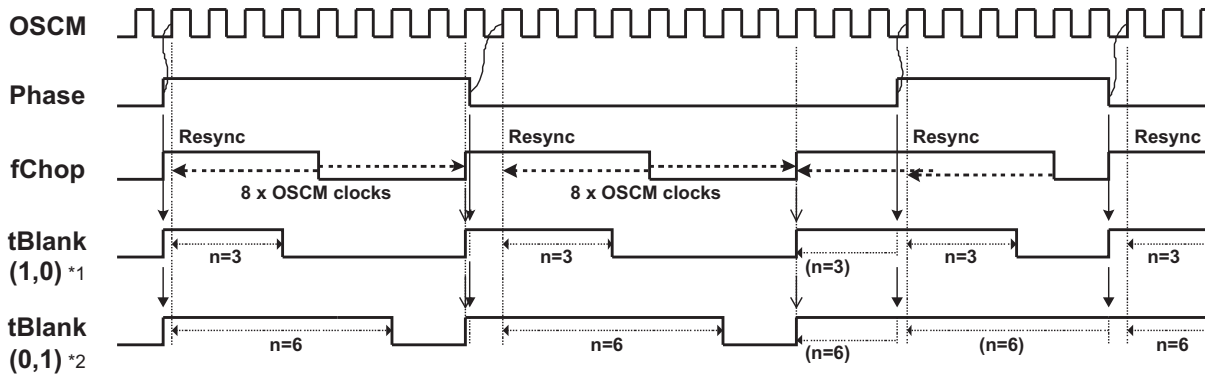 OSCM
Phase
Resync Resync Resync Resync
fChop
8 x OSCM clocks 8 x OSCM clocks
tBlank
(1,0) *1
n=3 n=3 (n=3) n=3 n=3
tBlank
(0,1) *2
n=6 n=6 (n=6) (n=6) n=6